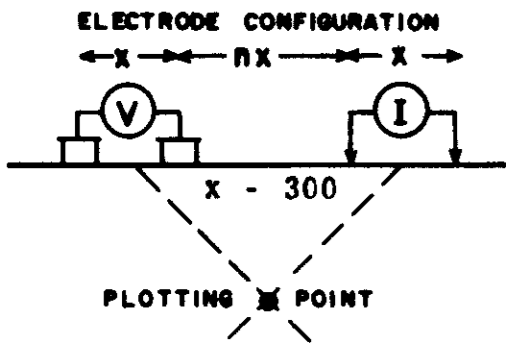 ELECTRODE CONFIGURATION
x nx x
V I
x - 300
PLOTTING POINT